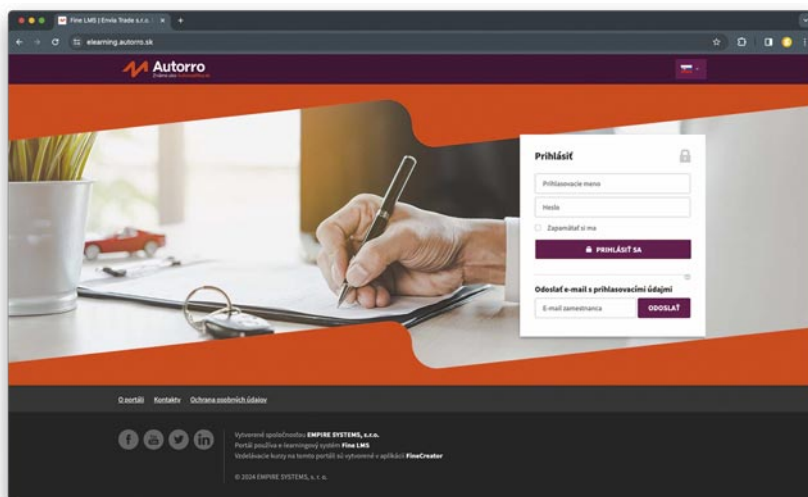 Fine LMS | Envia Trade s.r.o.
elearning.autorro.sk
Autorro
Prihlásiť
Prihlasovacie meno
Heslo
Zapamätať si ma
PRIHLÁSIŤ SA
Odoslať e-mail s prihlasovacími údajmi
E-mail zamestnanca
ODOSLAŤ
O portáli Kontakty Ochrana osobných údajov
Vytvorené spoločnosťou EMPIRE SYSTEMS, s.r.o.
Portál používa e-learningový systém Fine LMS
Vzdelávacie kurzy na tomto portáli sú vytvorené v aplikácii FineCreator
© 2024 EMPIRE SYSTEMS, s. r. o.